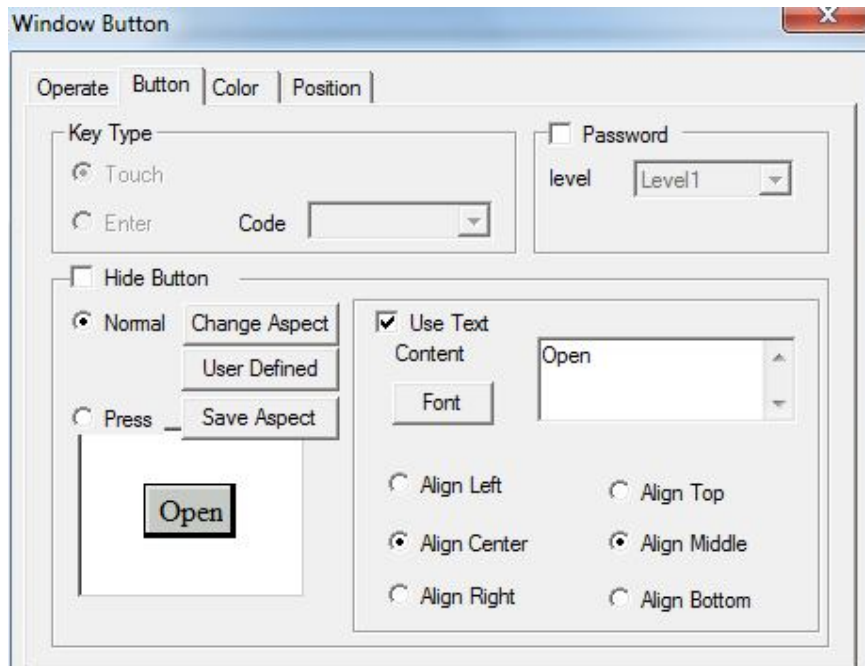 Window Button
Operate Button Color Position
Key Type
Password
Touch
level Level1
Enter Code
Hide Button
Normal Change Aspect
Use Text
Content Open
User Defined
Font
Press Save Aspect
Open
Align Left Align Top
Align Center Align Middle
Align Right Align Bottom